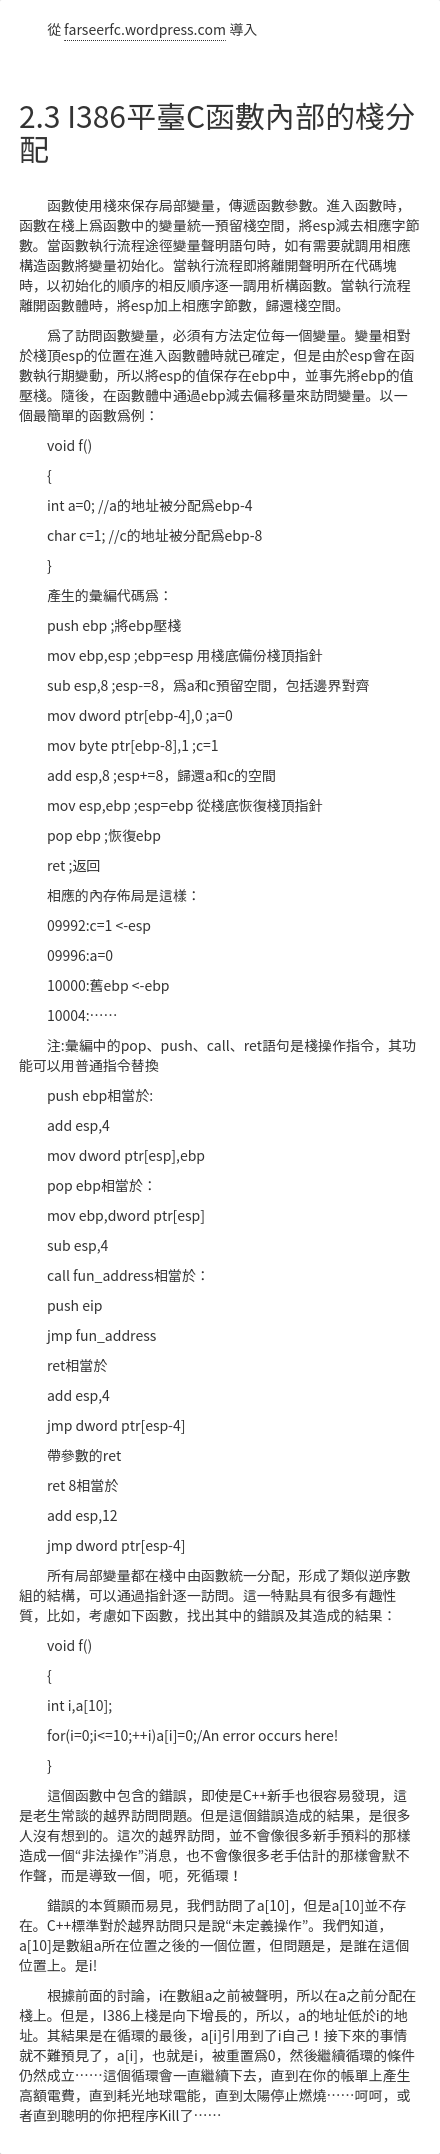 從 farseerfc.wordpress.com 導入
2.3 I386平臺C函數內部的棧分
配
函數使用棧來保存局部變量，傳遞函數參數。進入函數時，
函數在棧上爲函數中的變量統一預留棧空間，將esp減去相應字節
數。當函數執行流程途徑變量聲明語句時，如有需要就調用相應
構造函數將變量初始化。當執行流程即將離開聲明所在代碼塊
時，以初始化的順序的相反順序逐一調用析構函數。當執行流程
離開函數體時，將esp加上相應字節數，歸還棧空間。
爲了訪問函數變量，必須有方法定位每一個變量。變量相對
於棧頂esp的位置在進入函數體時就已確定，但是由於esp會在函
數執行期變動，所以將esp的值保存在ebp中，並事先將ebp的值
壓棧。隨後，在函數體中通過ebp減去偏移量來訪問變量。以一
個最簡單的函數爲例：
void f()
{
int a=0; //a的地址被分配爲ebp-4
char c=1; //c的地址被分配爲ebp-8
}
產生的彙編代碼爲：
push ebp ;將ebp壓棧
mov ebp,esp ;ebp=esp 用棧底備份棧頂指針
sub esp,8 ;esp-=8，爲a和c預留空間，包括邊界對齊
mov dword ptr[ebp-4],0 ;a=0
mov byte ptr[ebp-8],1 ;c=1
add esp,8 ;esp+=8，歸還a和c的空間
mov esp,ebp ;esp=ebp 從棧底恢復棧頂指針
pop ebp ;恢復ebp
ret ;返回
相應的內存佈局是這樣：
09992:c=1 <-esp
09996:a=0
10000:舊ebp <-ebp
10004:……
注:彙編中的pop、push、call、ret語句是棧操作指令，其功
能可以用普通指令替換
push ebp相當於:
add esp,4
mov dword ptr[esp],ebp
pop ebp相當於：
mov ebp,dword ptr[esp]
sub esp,4
call fun_address相當於：
push eip
jmp fun_address
ret相當於
add esp,4
jmp dword ptr[esp-4]
帶參數的ret
ret 8相當於
add esp,12
jmp dword ptr[esp-4]
所有局部變量都在棧中由函數統一分配，形成了類似逆序數
組的結構，可以通過指針逐一訪問。這一特點具有很多有趣性
質，比如，考慮如下函數，找出其中的錯誤及其造成的結果：
void f()
{
int i,a[10];
for(i=0;i<=10;++i)a[i]=0;/An error occurs here!
}
這個函數中包含的錯誤，即使是C++新手也很容易發現，這
是老生常談的越界訪問問題。但是這個錯誤造成的結果，是很多
人沒有想到的。這次的越界訪問，並不會像很多新手預料的那樣
造成一個“非法操作”消息，也不會像很多老手估計的那樣會默不
作聲，而是導致一個，呃，死循環！
錯誤的本質顯而易見，我們訪問了a[10]，但是a[10]並不存
在。C++標準對於越界訪問只是說“未定義操作”。我們知道，
a[10]是數組a所在位置之後的一個位置，但問題是，是誰在這個
位置上。是i!
根據前面的討論，i在數組a之前被聲明，所以在a之前分配在
棧上。但是，I386上棧是向下增長的，所以，a的地址低於i的地
址。其結果是在循環的最後，a[i]引用到了i自己！接下來的事情
就不難預見了，a[i]，也就是i，被重置爲0，然後繼續循環的條件
仍然成立……這個循環會一直繼續下去，直到在你的帳單上產生
高額電費，直到耗光地球電能，直到太陽停止燃燒……呵呵，或
者直到聰明的你把程序Kill了……